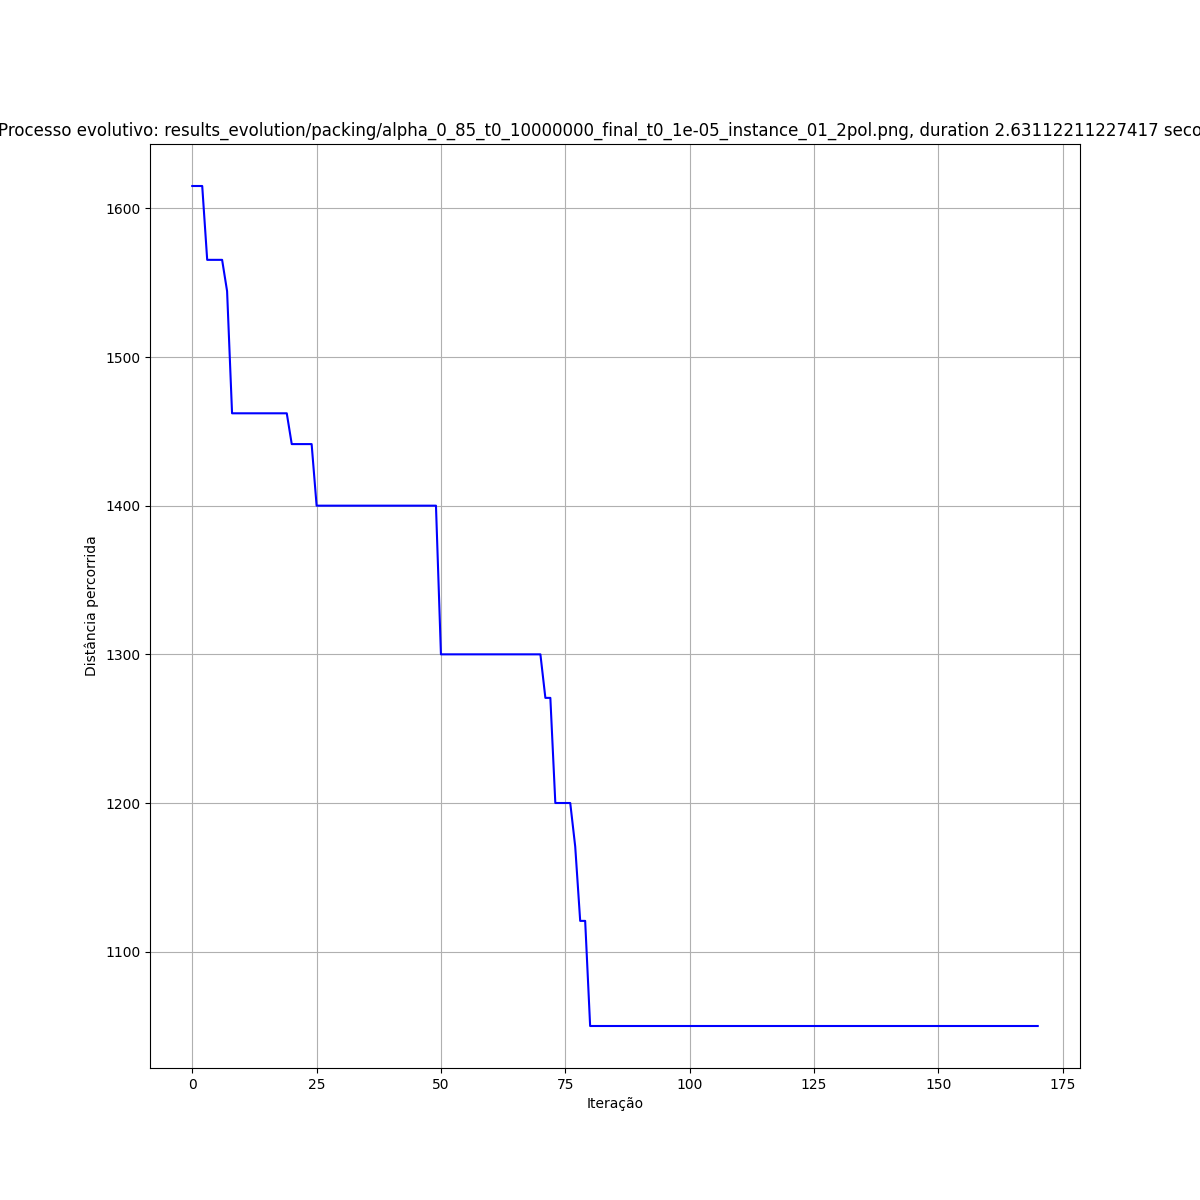 Processo evolutivo: results_evolution/packing/alpha_0_85_t0_10000000_final_t0_1e-05_instance_01_2pol.png, duration 2.63112211227417 seco
1600
1500
1400
1300
1200
1100
Distância percorrida
0 25 50 75 100 125 150 175
Iteração